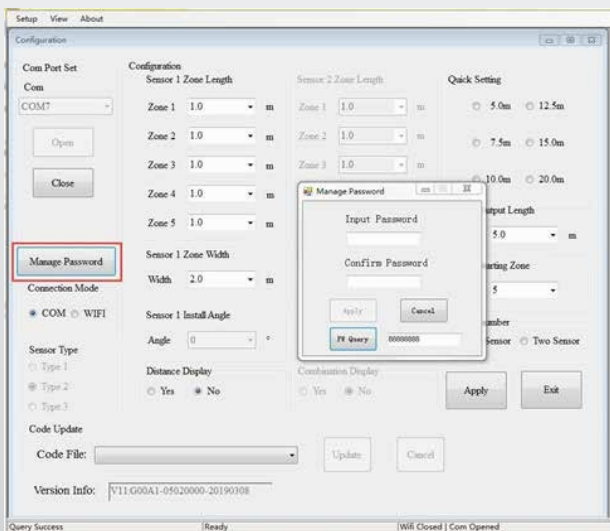 Setup View About
Configuration
Com Port Set
Com
COM7
Open
Close
Manage Password
Connection Mode
COM WIFI
Sensor Type
Type 1
Type 2
Type 3
Configuration
Sensor 1 Zone Length
Zone 1 1.0 m
Zone 2 1.0 m
Zone 3 1.0 m
Zone 4 1.0 m
Zone 5 1.0 m
Sensor 1 Zone Width
Width 2.0 m
Sensor 1 Install Angle
Angle 0 °
Distance Display
Yes No
Sensor 2 Zone Length
Zone 1 1.0 m
Zone 2 1.0 m
Zone 3 1.0 m
Combination Display
Yes No
Quick Setting
5.0m 12.5m
7.5m 15.0m
10.0m 20.0m
Length
5.0 m
Zone
5
Sensor Two Sensor
Apply Exit
Manage Password
Input Password
Confirm Password
Apply Cancel
PW Query 88888888
Code Update
Code File: Update Cancel
Version Info: V11.G00A1-05020000-20190308
Query Success Ready Wifi Closed | Com Opened